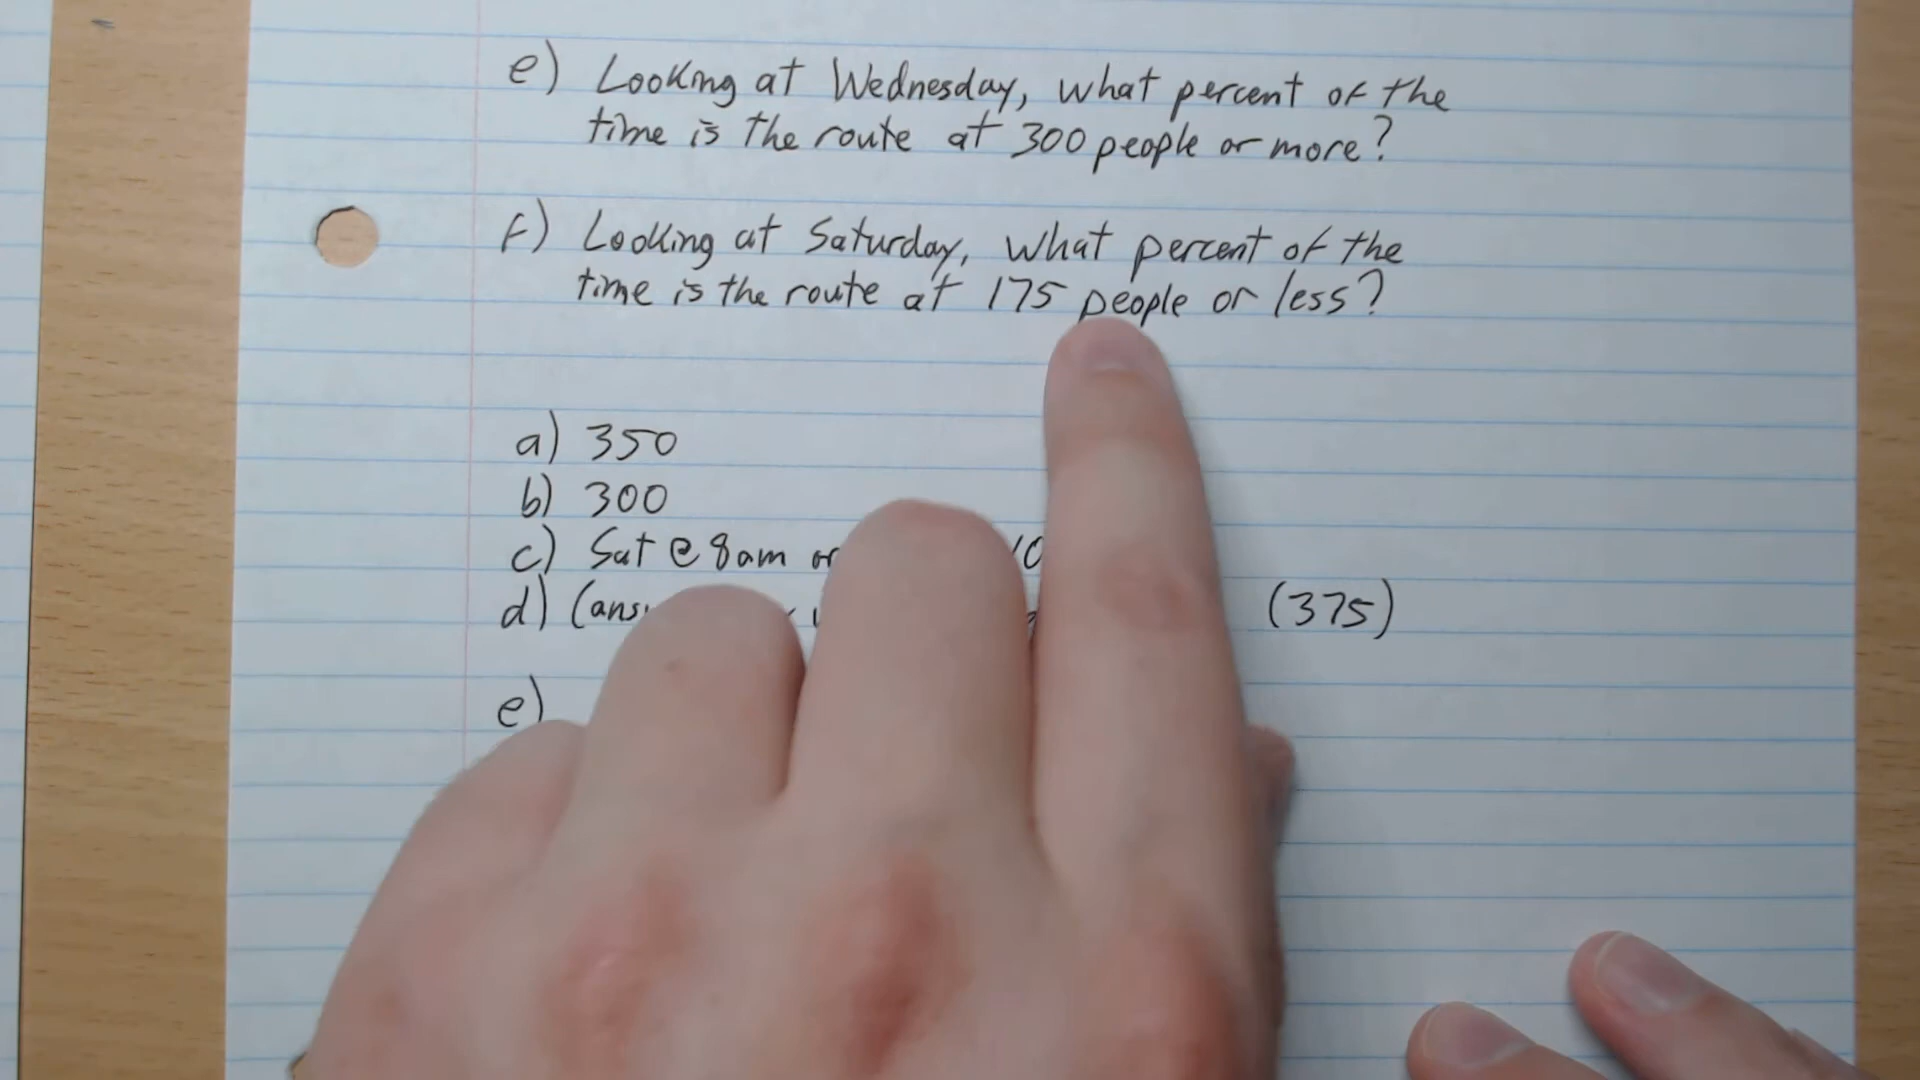 e) Looking at Wednesday, what percent of the
time is the route at 300 people or more?
f) Looking at Saturday, what percent of the
time is the route at 175 people or less?
a) 350
b) 300
c) Sat @ 8am or
d) (375)
e)